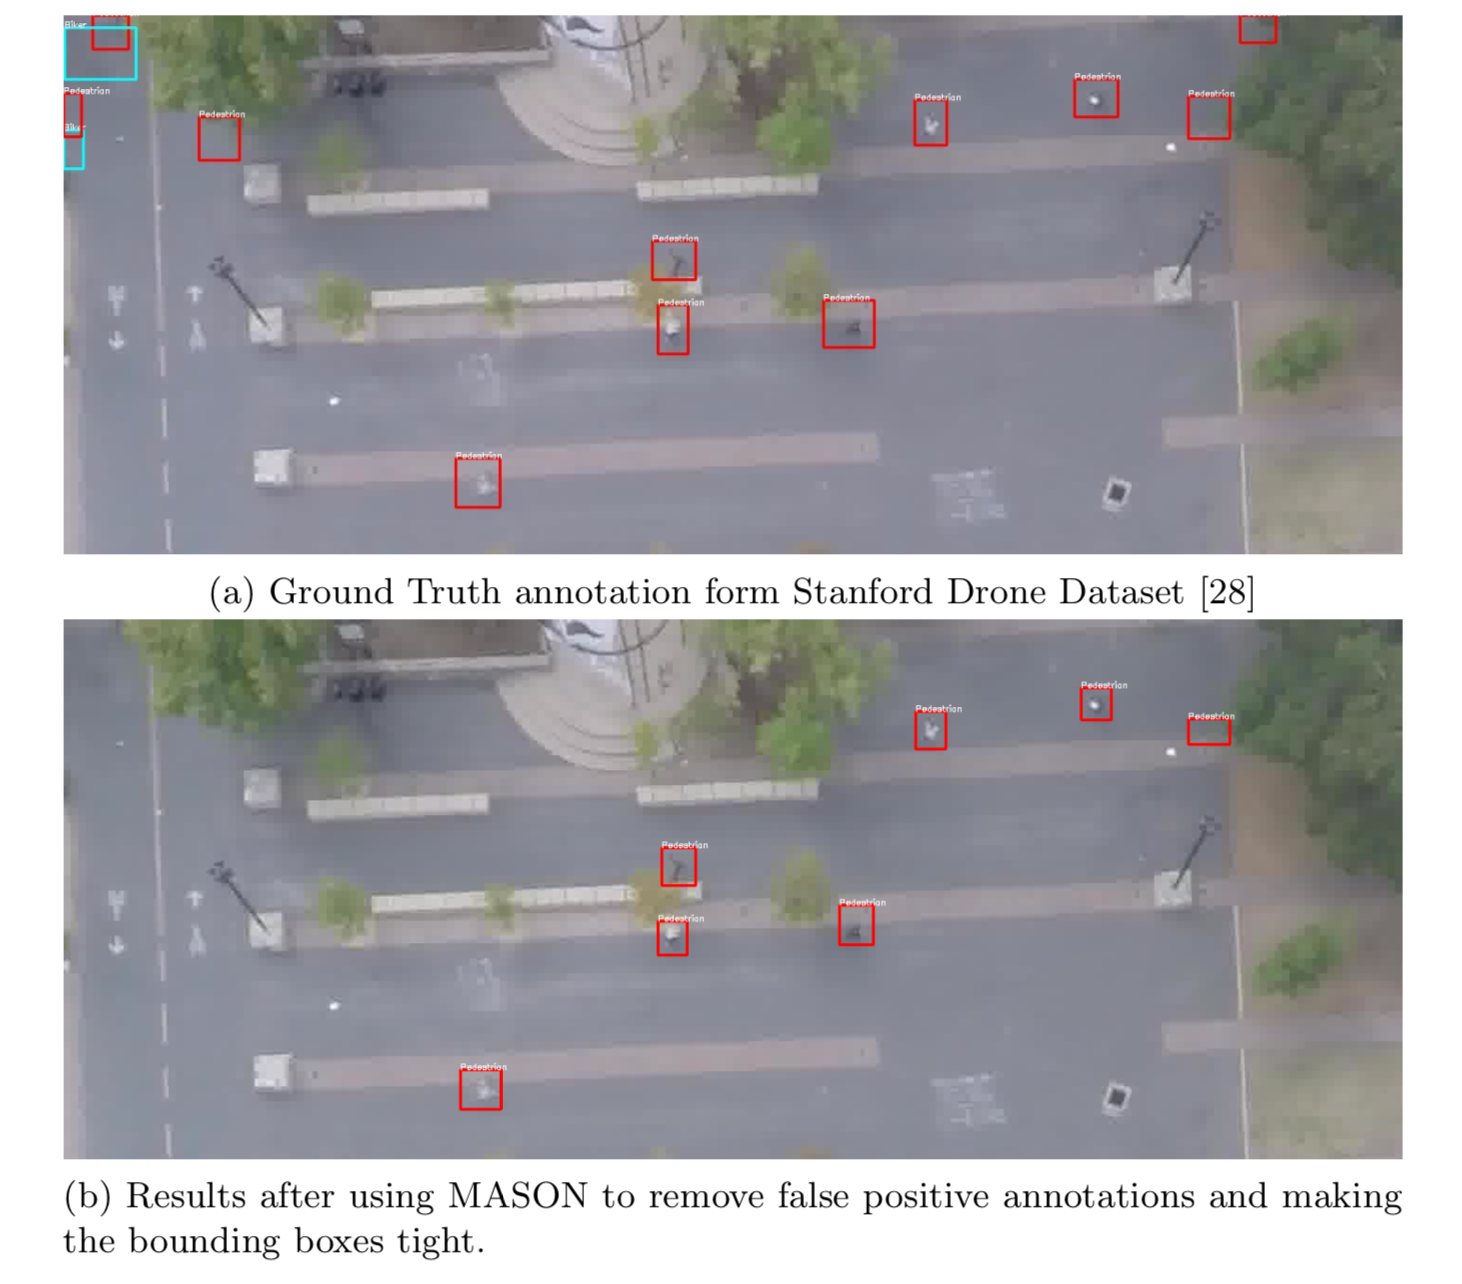 Biker
Pedestrian
Biker
Pedestrian
Pedestrian
Pedestrian
Pedestrian
Pedestrian
Pedestrian
Pedestrian
Pedestrian
(a) Ground Truth annotation form Stanford Drone Dataset [28]
Pedestrian
Pedestrian
Pedestrian
Pedestrian
Pedestrian
Pedestrian
Pedestrian
(b) Results after using MASON to remove false positive annotations and making
the bounding boxes tight.